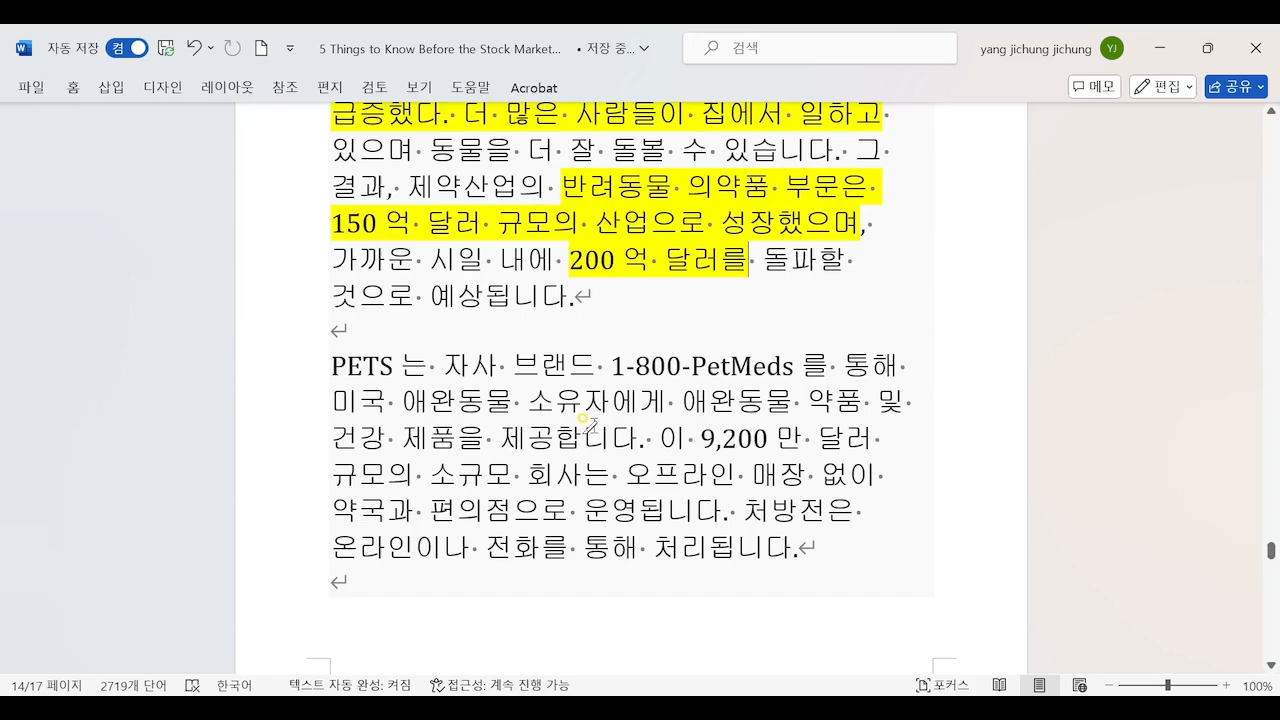 자동 저장 켬 5 Things to Know Before the Stock Market... • 저장 중... 검색 yang jichung jichung YJ
파일 홈 삽입 디자인 레이아웃 참조 편지 검토 보기 도움말 Acrobat 메모 편집 공유
급증했다. 더 많은 사람들이 집에서 일하고
있으며 동물을 더 잘 돌볼 수 있습니다. 그
결과, 제약산업의 반려동물 의약품 부문은
150 억 달러 규모의 산업으로 성장했으며,
가까운 시일 내에 200 억 달러를 돌파할
것으로 예상됩니다.
PETS 는 자사 브랜드 1-800-PetMeds 를 통해
미국 애완동물 소유자에게 애완동물 약품 및
건강 제품을 제공합니다. 이 9,200 만 달러
규모의 소규모 회사는 오프라인 매장 없이
약국과 편의점으로 운영됩니다. 처방전은
온라인이나 전화를 통해 처리됩니다.
14/17 페이지 2719개 단어 한국어 텍스트 자동 완성: 켜짐 접근성: 계속 진행 가능 포커스 100%